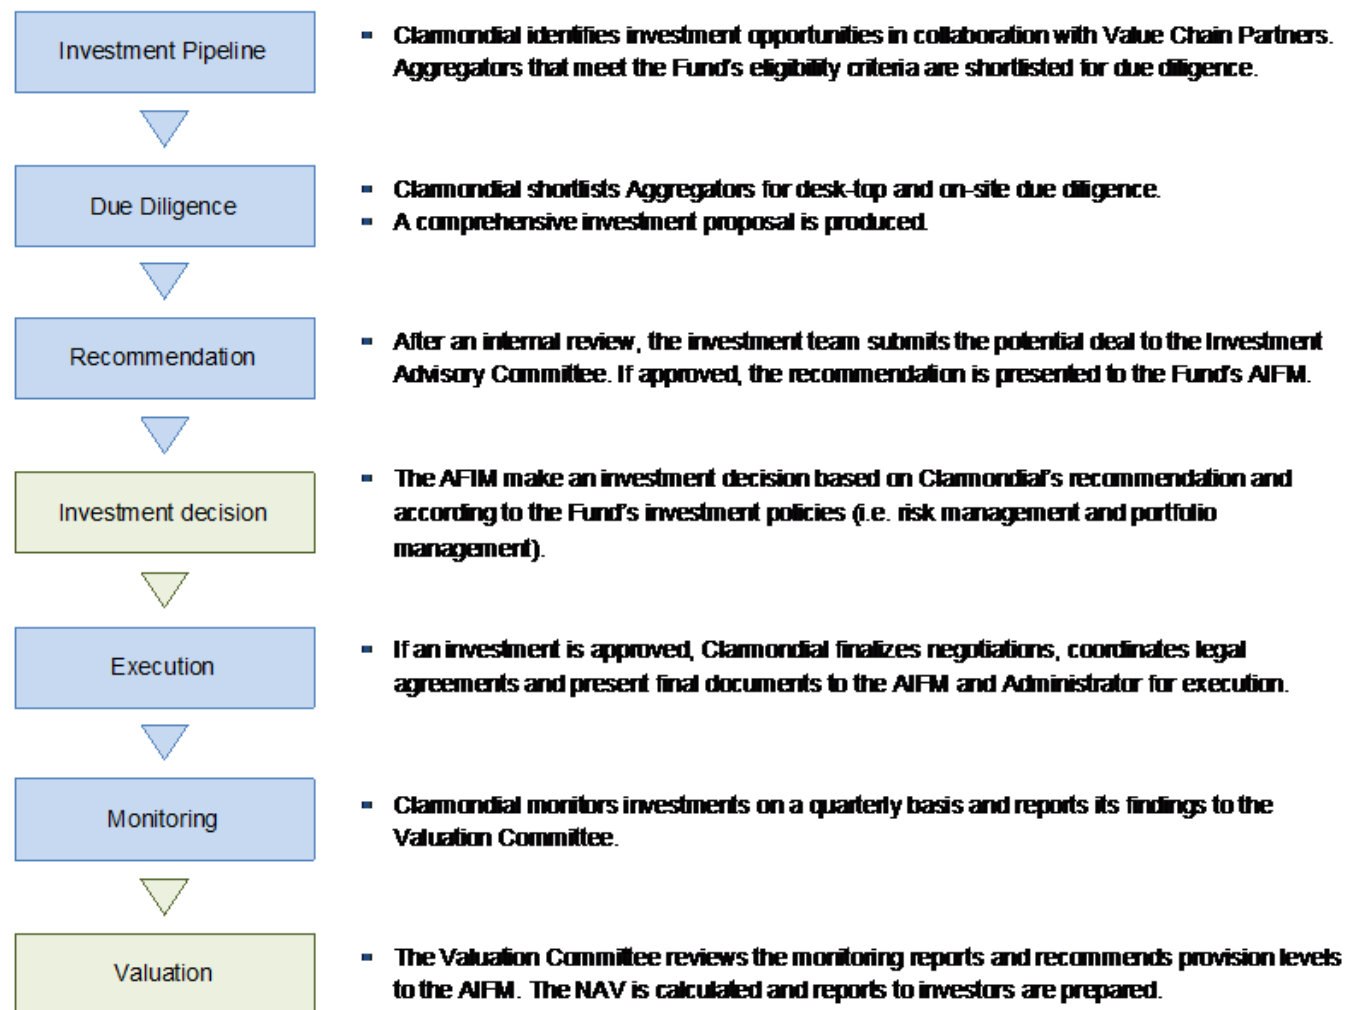 Investment Pipeline
Clarmondial identifies investment opportunities in collaboration with Value Chain Partners.
Aggregators that meet the Fund's eligibility criteria are shortlisted for due diligence.
Due Diligence
Clarmondial shortlists Aggregators for desk-top and on-site due diligence.
A comprehensive investment proposal is produced.
Recommendation
After an internal review, the investment team submits the potential deal to the Investment
Advisory Committee. If approved, the recommendation is presented to the Fund's AIFM.
Investment decision
The AFIM make an investment decision based on Clarmondial's recommendation and
according to the Fund's investment policies (i.e. risk management and portfolio
management).
Execution
If an investment is approved, Clarmondial finalizes negotiations, coordinates legal
agreements and present final documents to the AIFM and Administrator for execution.
Monitoring
Clarmondial monitors investments on a quarterly basis and reports its findings to the
Valuation Committee.
Valuation
The Valuation Committee reviews the monitoring reports and recommends provision levels
to the AIFM. The NAV is calculated and reports to investors are prepared.